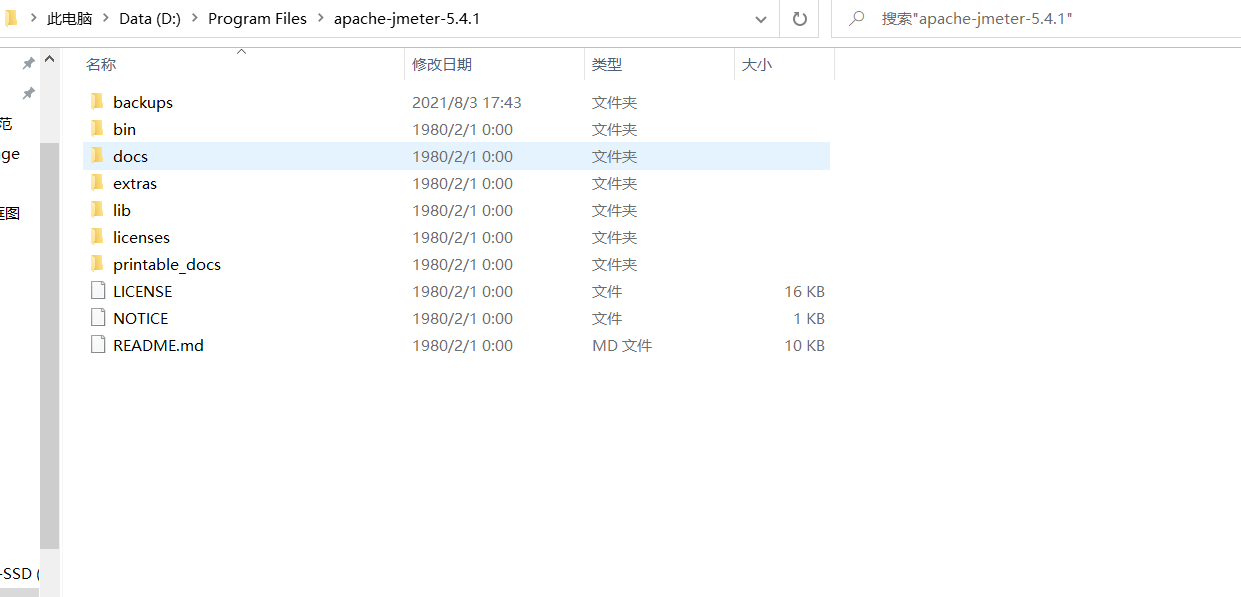 此电脑 Data (D:) Program Files apache-jmeter-5.4.1 搜索"apache-jmeter-5.4.1"
名称 修改日期 类型 大小
backups 2021/8/3 17:43 文件夹
范
bin 1980/2/1 0:00 文件夹
ge
docs 1980/2/1 0:00 文件夹
extras 1980/2/1 0:00 文件夹
图
lib 1980/2/1 0:00 文件夹
licenses 1980/2/1 0:00 文件夹
printable_docs 1980/2/1 0:00 文件夹
LICENSE 1980/2/1 0:00 文件 16 KB
NOTICE 1980/2/1 0:00 文件 1 KB
README.md 1980/2/1 0:00 MD 文件 10 KB
-SSD (